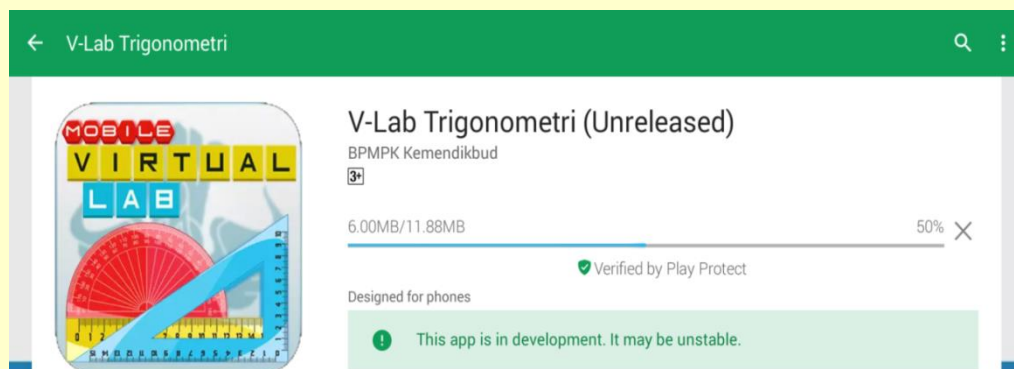 V-Lab Trigonometri
MOBILE
VIRTUAL
LAB
V-Lab Trigonometri (Unreleased)
BPMPK Kemendikbud
3+
6.00MB/11.88MB 50%
Verified by Play Protect
Designed for phones
This app is in development. It may be unstable.